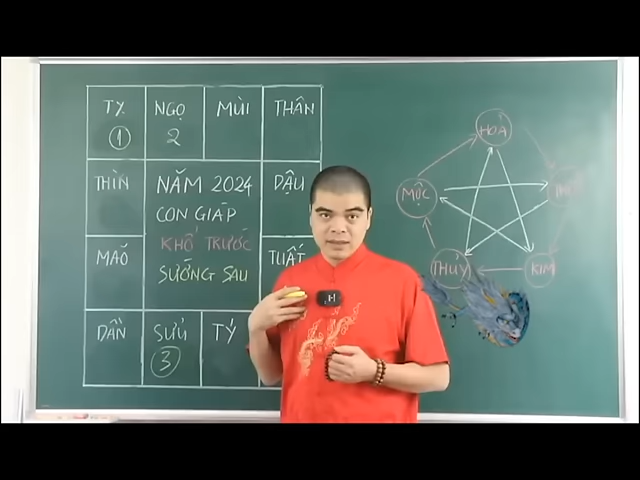 TỴ NGỌ MÙI THÂN
1 2
THÌN NĂM 2024 DẬU
CON GIÁP
MÃO KHỔ TRƯỚC TUẤT
SƯỚNG SAU
DẦN SỬU TÝ
3
HOẢ
MỘC
THỦY KIM
H